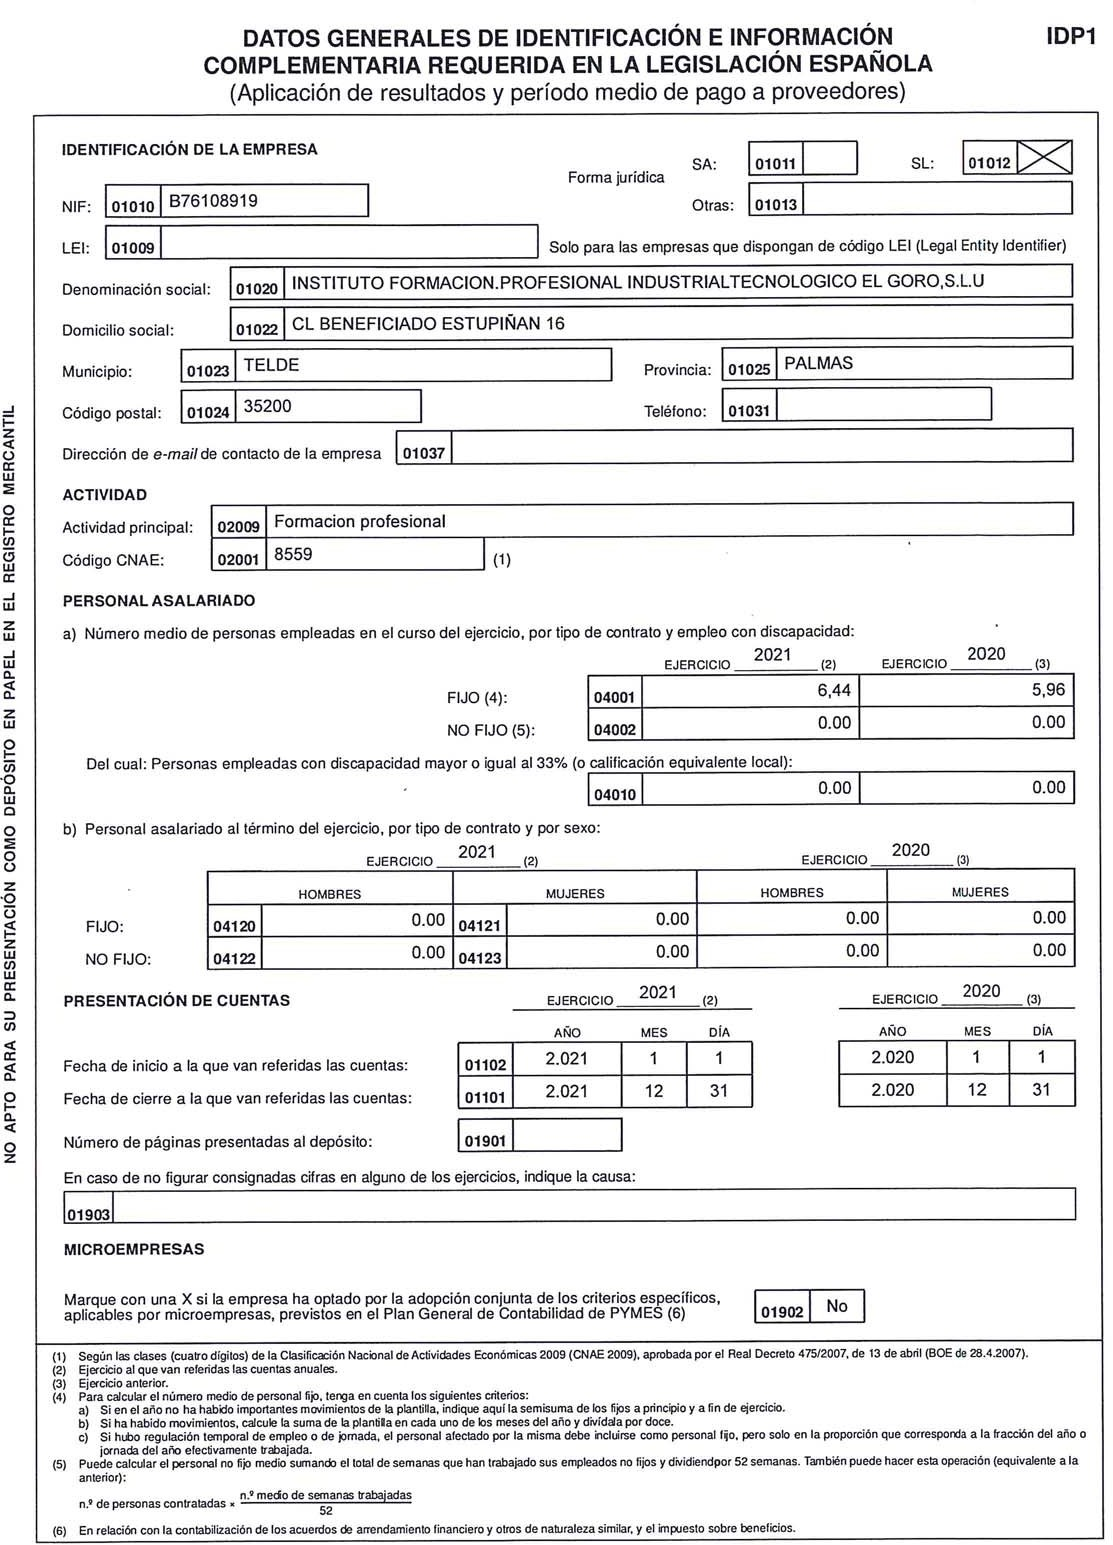 DATOS GENERALES DE IDENTIFICACIÓN E INFORMACIÓN IDP1
COMPLEMENTARIA REQUERIDA EN LA LEGISLACIÓN ESPAÑOLA
(Aplicación de resultados y período medio de pago a proveedores)
NO APTO PARA SU PRESENTACIÓN COMO DEPÓSITO EN PAPEL EN EL REGISTRO MERCANTIL
IDENTIFICACIÓN DE LA EMPRESA
Forma jurídica SA: 01011 SL: 01012 X
NIF: 01010 B76108919 Otras: 01013
LEI: 01009 Solo para las empresas que dispongan de código LEI (Legal Entity Identifier)
Denominación social: 01020 INSTITUTO FORMACION.PROFESIONAL INDUSTRIALTECNOLOGICO EL GORO,S.L.U
Domicilio social: 01022 CL BENEFICIADO ESTUPIÑAN 16
Municipio: 01023 TELDE Provincia: 01025 PALMAS
Código postal: 01024 35200 Teléfono: 01031
Dirección de e-mail de contacto de la empresa 01037
ACTIVIDAD
Actividad principal: 02009 Formacion profesional
Código CNAE: 02001 8559 (1)
PERSONAL ASALARIADO
a) Número medio de personas empleadas en el curso del ejercicio, por tipo de contrato y empleo con discapacidad:
EJERCICIO 2021 (2) EJERCICIO 2020 (3)
FIJO (4): 04001 6,44 5,96
NO FIJO (5): 04002 0.00 0.00
Del cual: Personas empleadas con discapacidad mayor o igual al 33% (o calificación equivalente local):
04010 0.00 0.00
b) Personal asalariado al término del ejercicio, por tipo de contrato y por sexo:
EJERCICIO 2021 (2) EJERCICIO 2020 (3)
HOMBRES MUJERES HOMBRES MUJERES
FIJO: 04120 0.00 04121 0.00 0.00 0.00
NO FIJO: 04122 0.00 04123 0.00 0.00 0.00
PRESENTACIÓN DE CUENTAS EJERCICIO 2021 (2) EJERCICIO 2020 (3)
AÑO MES DÍA AÑO MES DÍA
Fecha de inicio a la que van referidas las cuentas: 01102 2.021 1 1 2.020 1 1
Fecha de cierre a la que van referidas las cuentas: 01101 2.021 12 31 2.020 12 31
Número de páginas presentadas al depósito: 01901
En caso de no figurar consignadas cifras en alguno de los ejercicios, indique la causa:
01903
MICROEMPRESAS
Marque con una X si la empresa ha optado por la adopción conjunta de los criterios específicos,
aplicables por microempresas, previstos en el Plan General de Contabilidad de PYMES (6) 01902 No
(1) Según las clases (cuatro dígitos) de la Clasificación Nacional de Actividades Económicas 2009 (CNAE 2009), aprobada por el Real Decreto 475/2007, de 13 de abril (BOE de 28.4.2007).
(2) Ejercicio al que van referidas las cuentas anuales.
(3) Ejercicio anterior.
(4) Para calcular el número medio de personal fijo, tenga en cuenta los siguientes criterios:
a) Si en el año no ha habido importantes movimientos de la plantilla, indique aquí la semisuma de los fijos a principio y a fin de ejercicio.
b) Si ha habido movimientos, calcule la suma de la plantilla en cada uno de los meses del año y divídala por doce.
c) Si hubo regulación temporal de empleo o de jornada, el personal afectado por la misma debe incluirse como personal fijo, pero solo en la proporción que corresponda a la fracción del año o
jornada del año efectivamente trabajada.
(5) Puede calcular el personal no fijo medio sumando el total de semanas que han trabajado sus empleados no fijos y dividiendpor 52 semanas. También puede hacer esta operación (equivalente a la
anterior):
n.º de personas contratadas × n.º medio de semanas trabajadas
52
(6) En relación con la contabilización de los acuerdos de arrendamiento financiero y otros de naturaleza similar, y el impuesto sobre beneficios.